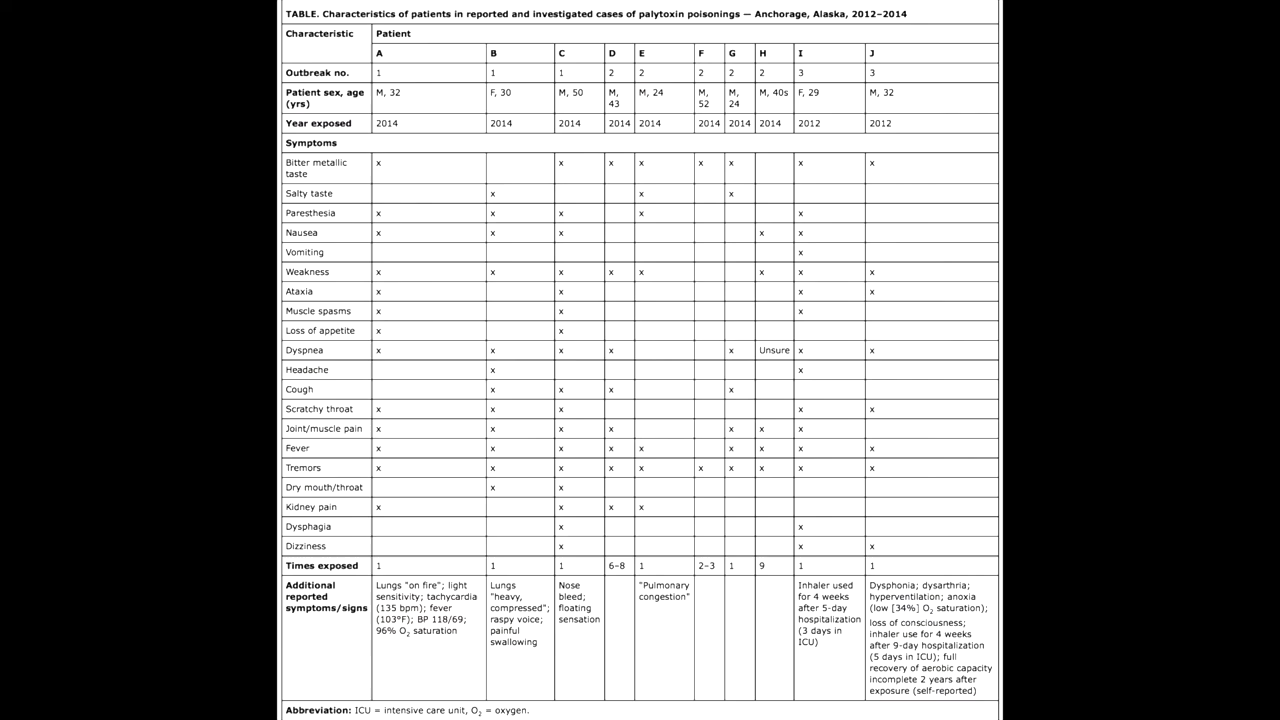 TABLE. Characteristics of patients in reported and investigated cases of palytoxin poisonings — Anchorage, Alaska, 2012–2014
Characteristic Patient
A B C D E F G H I J
Outbreak no. 1 1 1 2 2 2 2 2 3 3
Patient sex, age (yrs) M, 32 F, 30 M, 50 M, 43 M, 24 M, 52 M, 24 M, 40s F, 29 M, 32
Year exposed 2014 2014 2014 2014 2014 2014 2014 2014 2012 2012
Symptoms
Bitter metallic taste x x x x x x x x
Salty taste x x x
Paresthesia x x x x x
Nausea x x x x x
Vomiting x
Weakness x x x x x x x x
Ataxia x x x x
Muscle spasms x x x
Loss of appetite x x
Dyspnea x x x x x Unsure x x
Headache x x
Cough x x x x
Scratchy throat x x x x x
Joint/muscle pain x x x x x x x
Fever x x x x x x x x x
Tremors x x x x x x x x x x
Dry mouth/throat x x
Kidney pain x x x x
Dysphagia x x
Dizziness x x x
Times exposed 1 1 1 6–8 1 2–3 1 9 1 1
Additional
reported
symptoms/signs
Lungs "on fire"; light
sensitivity; tachycardia
(135 bpm); fever
(103°F); BP 118/69;
96% O2 saturation
Lungs
"heavy,
compressed";
raspy voice;
painful
swallowing
Nose
bleed;
floating
sensation
"Pulmonary
congestion"
Inhaler used
for 4 weeks
after 5-day
hospitalization
(3 days in
ICU)
Dysphonia; dysarthria;
hyperventilation; anoxia
(low [34%] O2 saturation);
loss of consciousness;
inhaler use for 4 weeks
after 9-day hospitalization
(5 days in ICU); full
recovery of aerobic capacity
incomplete 2 years after
exposure (self-reported)
Abbreviation: ICU = intensive care unit, O2 = oxygen.